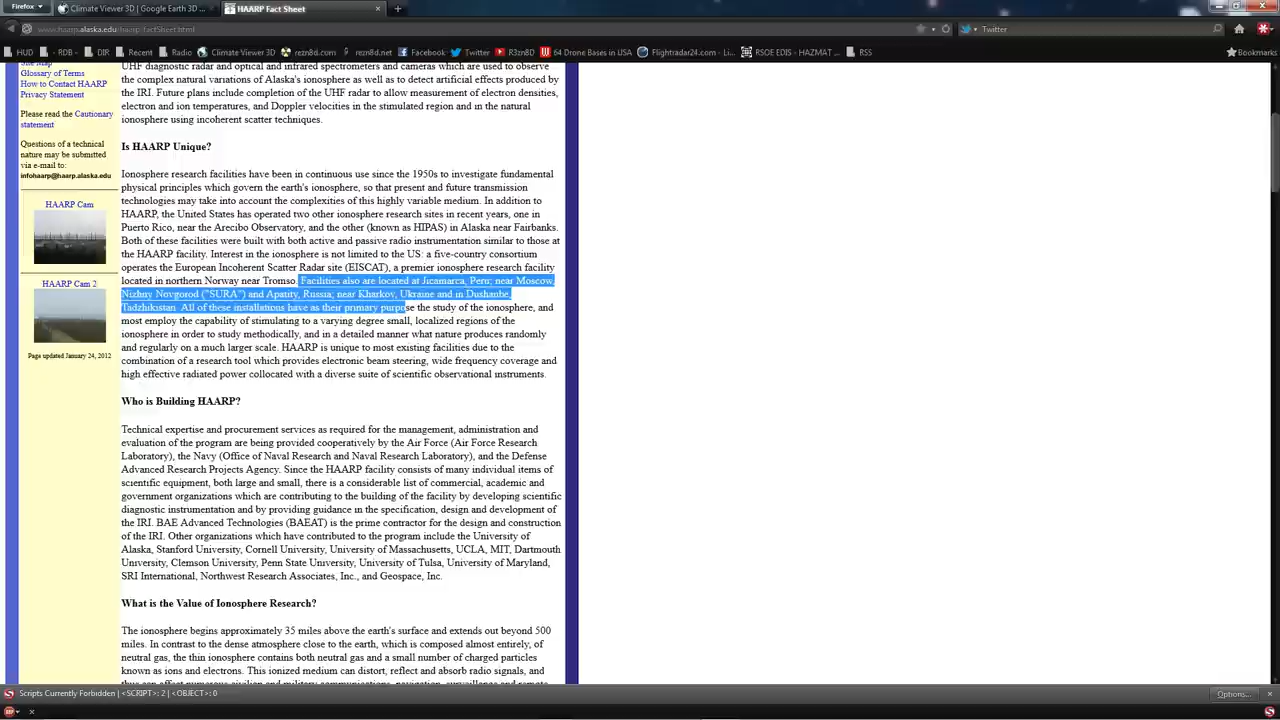 Firefox
Climate Viewer 3D | Google Earth 3D ...
HAARP Fact Sheet
www.haarp.alaska.edu/haarp/factSheet.html
Twitter
HUD
- RDB -
DIR
Recent
Radio
Climate Viewer 3D
rezn8d.com
rezn8d.net
Facebook
Twitter
R3zn8D
64 Drone Bases in USA
Flightradar24.com - Li...
RSOE EDIS - HAZMAT ...
RSS
Bookmarks
Site Map
Glossary of Terms
How to Contact HAARP
Privacy Statement
Please read the Cautionary
statement
Questions of a technical
nature may be submitted
via e-mail to:
infohaarp@haarp.alaska.edu
HAARP Cam
HAARP Cam 2
Page updated January 24, 2012
UHF diagnostic radar and optical and infrared spectrometers and cameras which are used to observe
the complex natural variations of Alaska's ionosphere as well as to detect artificial effects produced by
the IRI. Future plans include completion of the UHF radar to allow measurement of electron densities,
electron and ion temperatures, and Doppler velocities in the stimulated region and in the natural
ionosphere using incoherent scatter techniques.
Is HAARP Unique?
Ionosphere research facilities have been in continuous use since the 1950s to investigate fundamental
physical principles which govern the earth's ionosphere, so that present and future transmission
technologies may take into account the complexities of this highly variable medium. In addition to
HAARP, the United States has operated two other ionosphere research sites in recent years, one in
Puerto Rico, near the Arecibo Observatory, and the other (known as HIPAS) in Alaska near Fairbanks.
Both of these facilities were built with both active and passive radio instrumentation similar to those at
the HAARP facility. Interest in the ionosphere is not limited to the US: a five-country consortium
operates the European Incoherent Scatter Radar site (EISCAT), a premier ionosphere research facility
located in northern Norway near Tromso. Facilities also are located at Jicamarca, Peru; near Moscow,
Nizhny Novgorod ("SURA") and Apatity, Russia; near Kharkov, Ukraine and in Dushanbe,
Tadzhikistan. All of these installations have as their primary purpose the study of the ionosphere, and
most employ the capability of stimulating to a varying degree small, localized regions of the
ionosphere in order to study methodically, and in a detailed manner what nature produces randomly
and regularly on a much larger scale. HAARP is unique to most existing facilities due to the
combination of a research tool which provides electronic beam steering, wide frequency coverage and
high effective radiated power collocated with a diverse suite of scientific observational instruments.
Who is Building HAARP?
Technical expertise and procurement services as required for the management, administration and
evaluation of the program are being provided cooperatively by the Air Force (Air Force Research
Laboratory), the Navy (Office of Naval Research and Naval Research Laboratory), and the Defense
Advanced Research Projects Agency. Since the HAARP facility consists of many individual items of
scientific equipment, both large and small, there is a considerable list of commercial, academic and
government organizations which are contributing to the building of the facility by developing scientific
diagnostic instrumentation and by providing guidance in the specification, design and development of
the IRI. BAE Advanced Technologies (BAEAT) is the prime contractor for the design and construction
of the IRI. Other organizations which have contributed to the program include the University of
Alaska, Stanford University, Cornell University, University of Massachusetts, UCLA, MIT, Dartmouth
University, Clemson University, Penn State University, University of Tulsa, University of Maryland,
SRI International, Northwest Research Associates, Inc., and Geospace, Inc.
What is the Value of Ionosphere Research?
The ionosphere begins approximately 35 miles above the earth's surface and extends out beyond 500
miles. In contrast to the dense atmosphere close to the earth, which is composed almost entirely, of
neutral gas, the thin ionosphere contains both neutral gas and a small number of charged particles
known as ions and electrons. This ionized medium can distort, reflect and absorb radio signals, and
thus can affect numerous civilian and military communications, navigation, surveillance and remote
Scripts Currently Forbidden | <SCRIPT>: 2 | <OBJECT>: 0
Options...